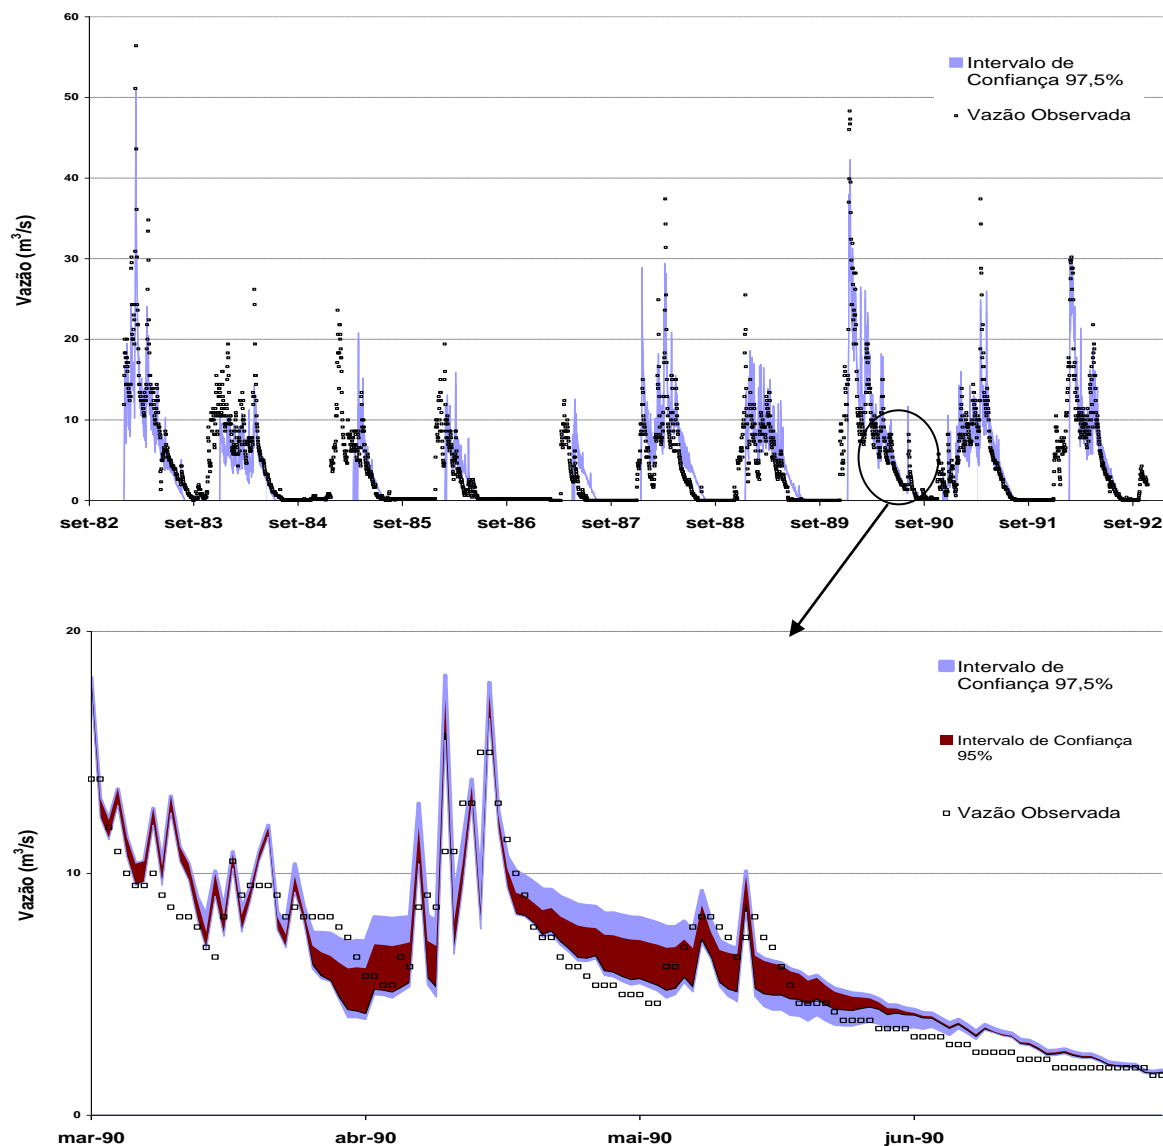 60
50
40
30
20
10
0
Vazão (m³/s)
Intervalo de
Confiança 97,5%
Vazão Observada
set-82
set-83
set-84
set-85
set-86
set-87
set-88
set-89
set-90
set-91
set-92
20
10
0
Vazão (m³/s)
Intervalo de
Confiança 97,5%
Intervalo de Confiança
95%
Vazão Observada
mar-90
abr-90
mai-90
jun-90